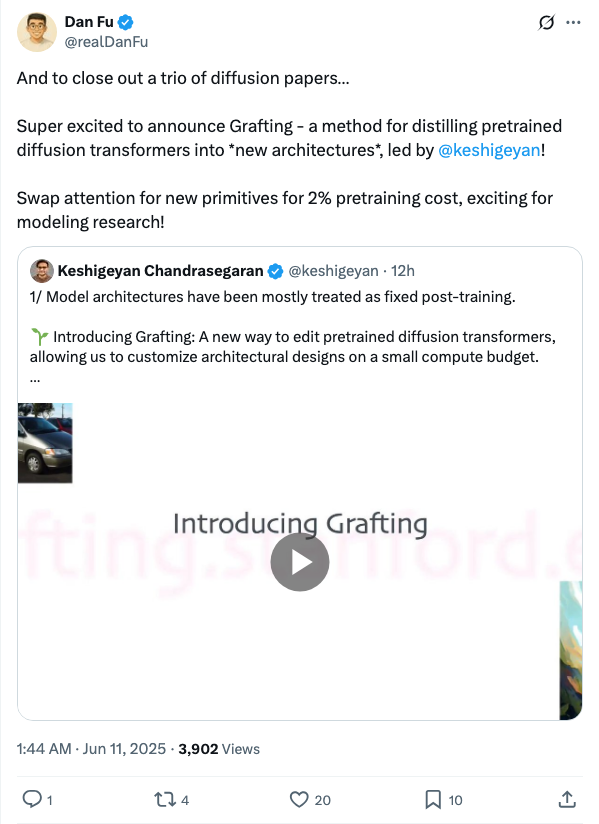 Dan Fu
@realDanFu
And to close out a trio of diffusion papers...
Super excited to announce Grafting - a method for distilling pretrained
diffusion transformers into *new architectures*, led by @keshigeyan!
Swap attention for new primitives for 2% pretraining cost, exciting for
modeling research!
Keshigeyan Chandrasegaran @keshigeyan · 12h
1/ Model architectures have been mostly treated as fixed post-training.
🌱 Introducing Grafting: A new way to edit pretrained diffusion transformers,
allowing us to customize architectural designs on a small compute budget.
...
Introducing Grafting
fting.stanford.e
1:44 AM · Jun 11, 2025 · 3,902 Views
1 4 20 10